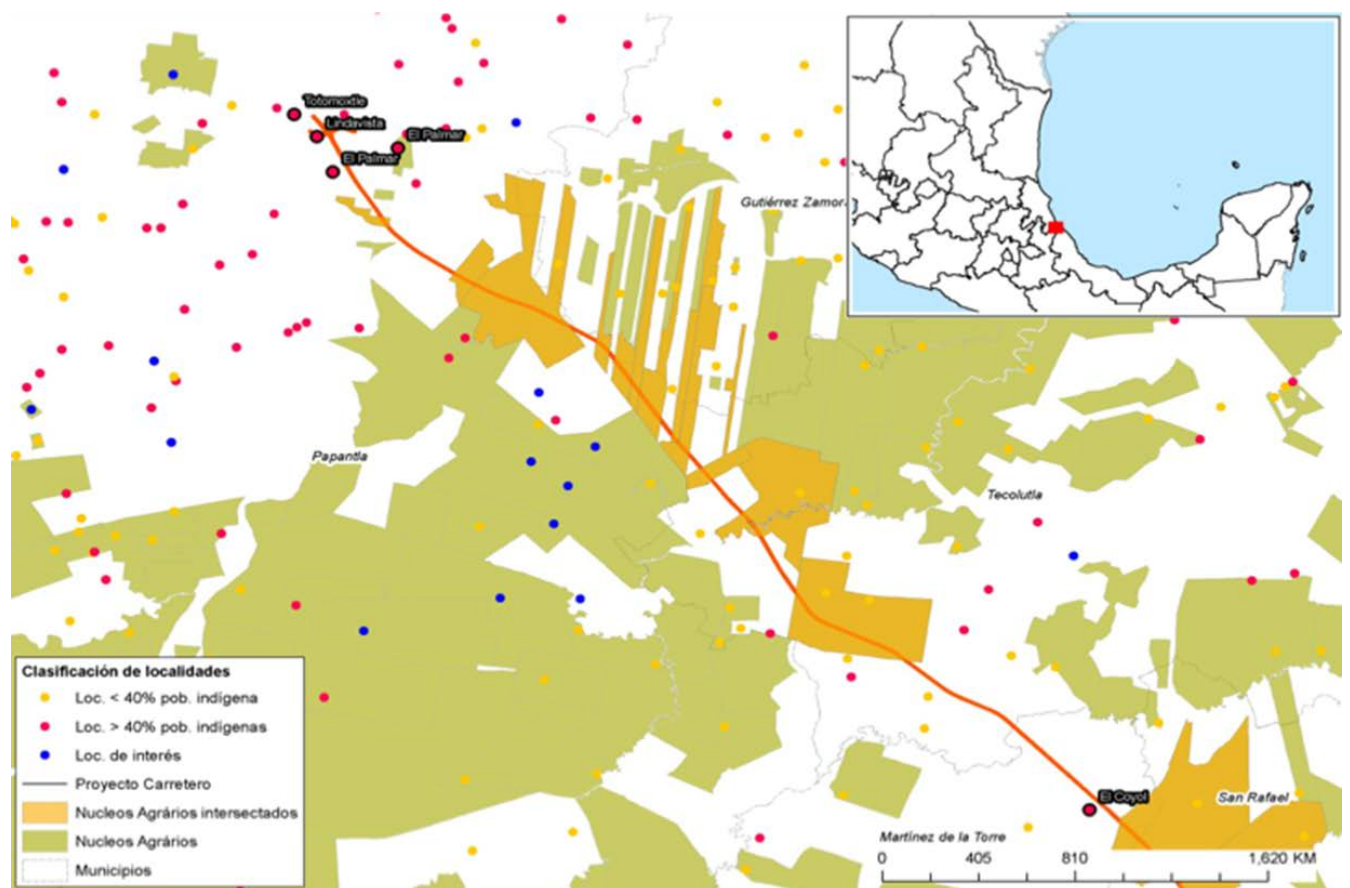 Totomoxtle
Lindavista
El Palmar
El Palmar
Gutiérrez Zamor
Papantla
Tecolutla
Clasificación de localidades
Loc. < 40% pob. indígena
Loc. > 40% pob. indígenas
Loc. de interés
Proyecto Carretero
Nucleos Agrários intersectados
Nucleos Agrários
Municipios
El Coyol
San Rafael
Martínez de la Torre
0 405 810 1,620 KM